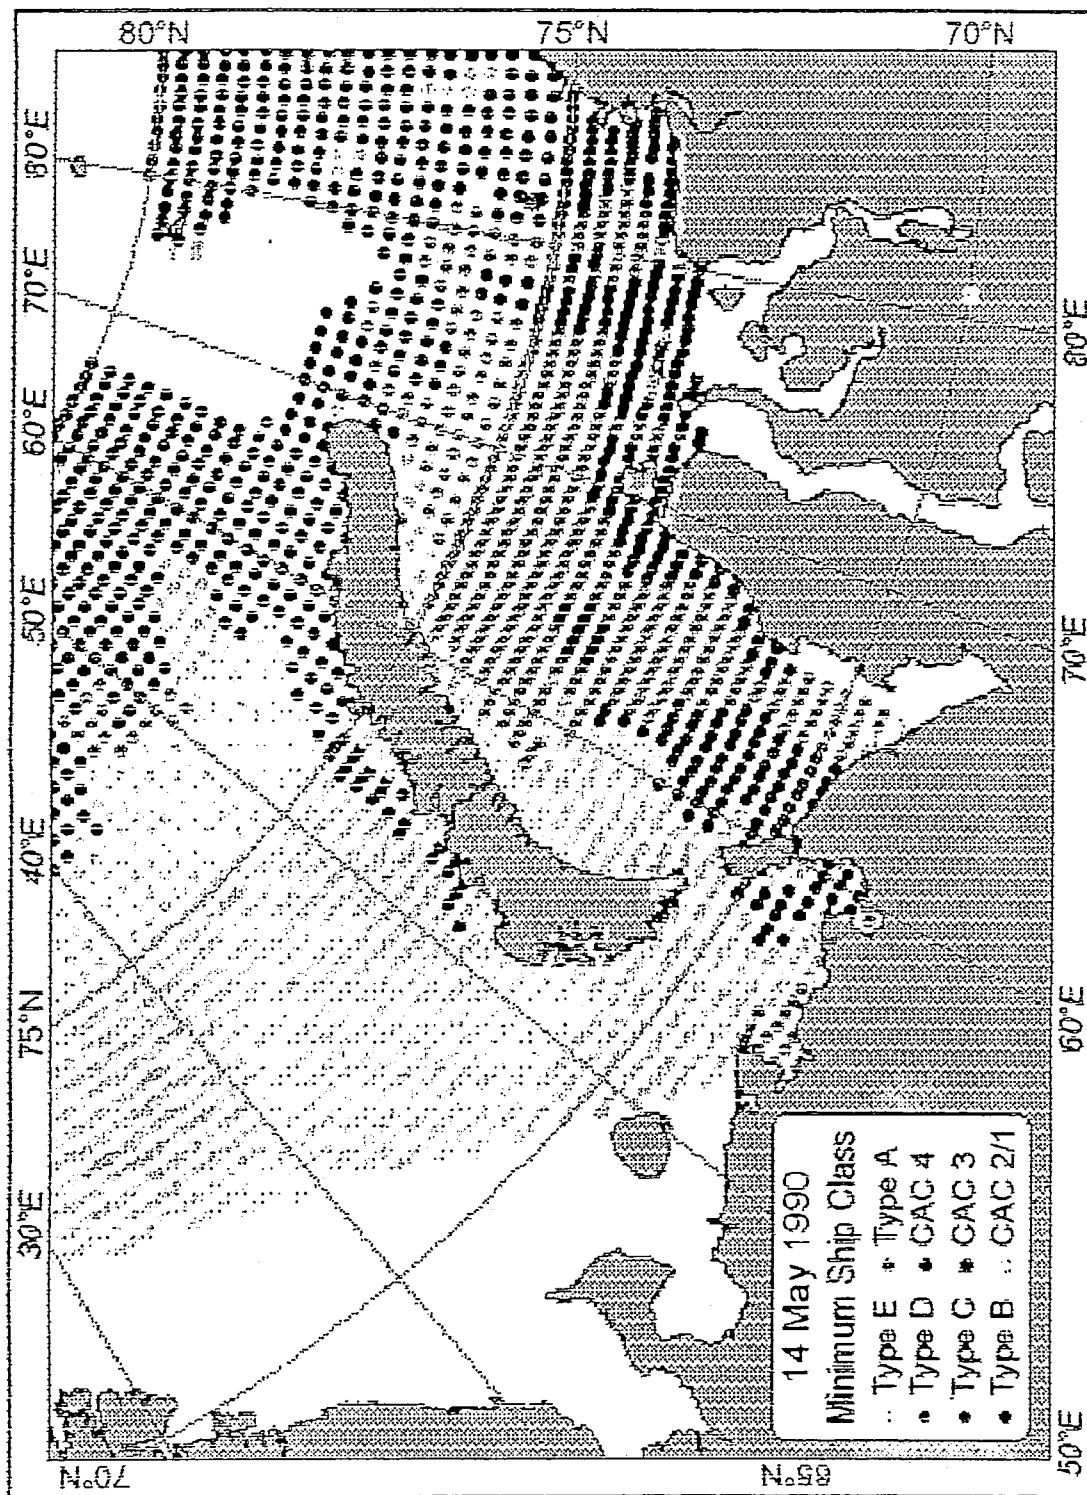 80°N 75°N 70°N
80°E
70°E
60°E
50°E
40°E
75°N
30°E
70°N
65°N
50°E
60°E
70°E
80°E
14 May 1990
Minimum Ship Class
Type E Type A
Type D CAC 4
Type C CAC 3
Type B CAC 2/1